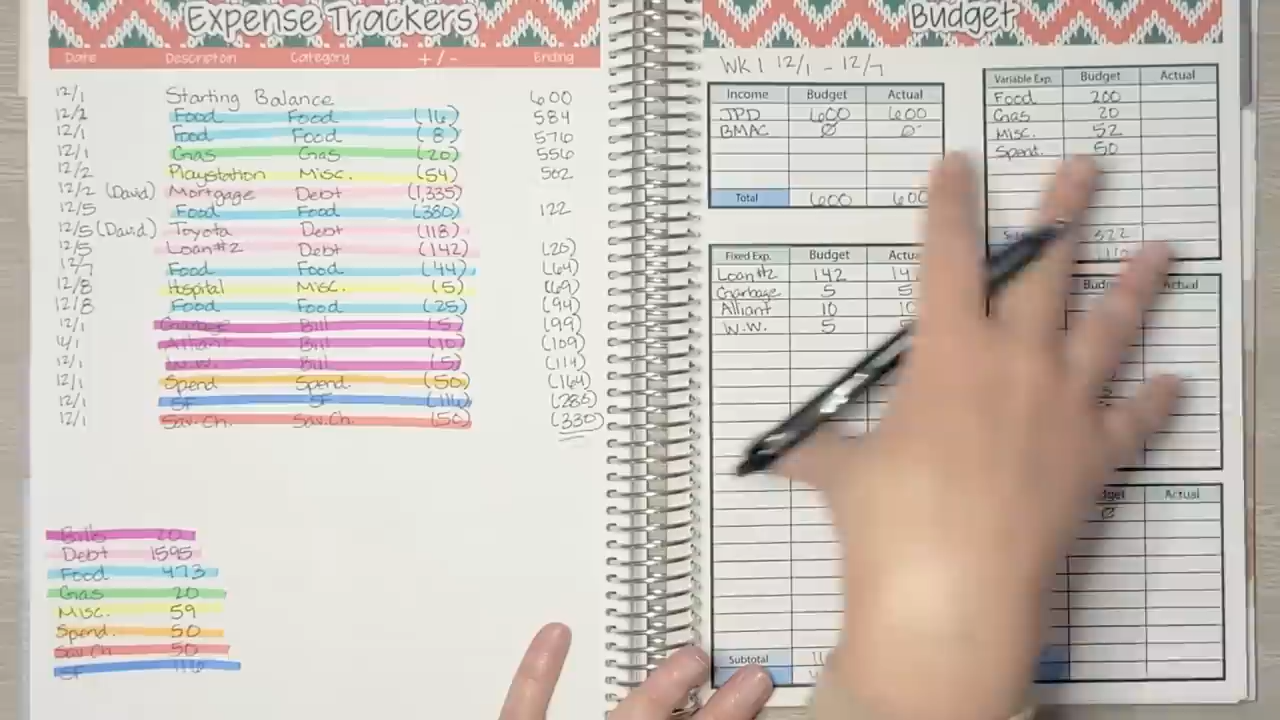 Expense Trackers
Date Description Category +/- Ending
12/1 Starting Balance 600
12/2 Food Food (16) 584
12/1 Food Food (8) 576
12/1 Gas Gas (20) 556
12/2 Playstation Misc. (54) 502
12/2 (David) Mortgage Debt (1,335)
12/5 Food Food (380) 122
12/5 (David) Toyota Debt (118)
12/5 Loan#2 Debt (142) (20)
12/7 Food Food (44) (64)
12/8 Hospital Misc. (5) (69)
12/8 Food Food (25) (94)
12/1 Garbage Bill (5) (99)
Alliant Bill (10) (109)
12/1 W.W. Bill (5) (114)
12/1 Spend Spend (50) (164)
12/1 SF SF (116) (280)
12/1 Sav. Ch. Sav. Ch. (50) (330)
Bills 20
Debt 1595
Food 473
Gas 20
Misc. 59
Spend. 50
Sav. Ch 50
SF 116
Budget
WK 1 12/1 - 12/7
Income Budget Actual
JPD 600 600
BMAC Ø Ø
Total 600 600
Fixed Exp. Budget
Loan#2 142
Garbage 5 5
Alliant 10 10
W.W. 5
Subtotal
Variable Exp. Budget Actual
Food 200
Gas 20
Misc. 52
Spend. 50
322
Actual
Actual
Ø